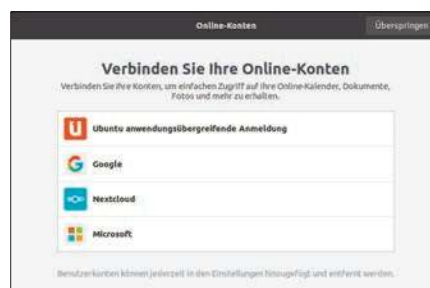 Online-Konten
Überspringen
Verbinden Sie Ihre Online-Konten
Verbinden Sie Ihre Konten, um einfachen Zugriff auf Ihre Online-Kalender, Dokumente,
Fotos und mehr zu erhalten.
Ubuntu anwendungsübergreifende Anmeldung
Google
Nextcloud
Microsoft
Benutzerkonten können jederzeit in den Einstellungen hinzugefügt und entfernt werden.